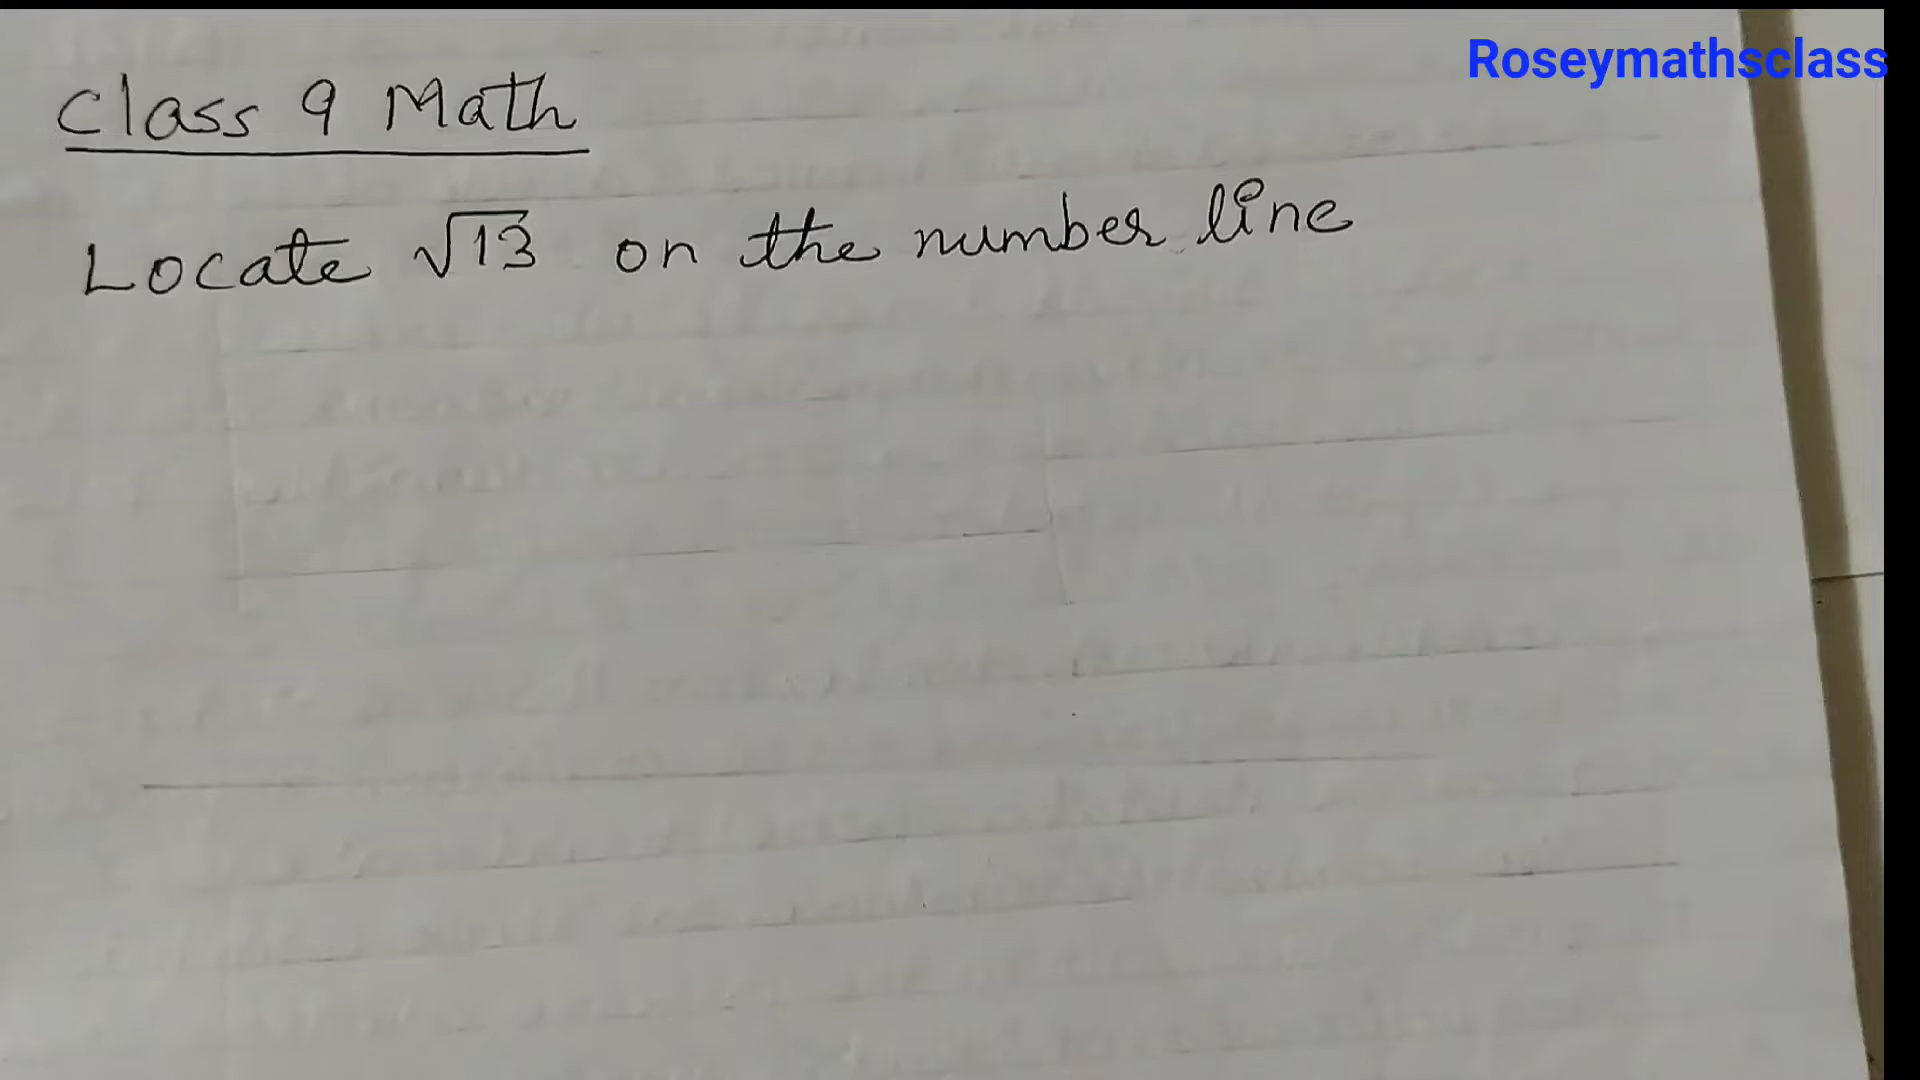 Roseymathsclass
Class 9 Math
Locate √13 on the number line